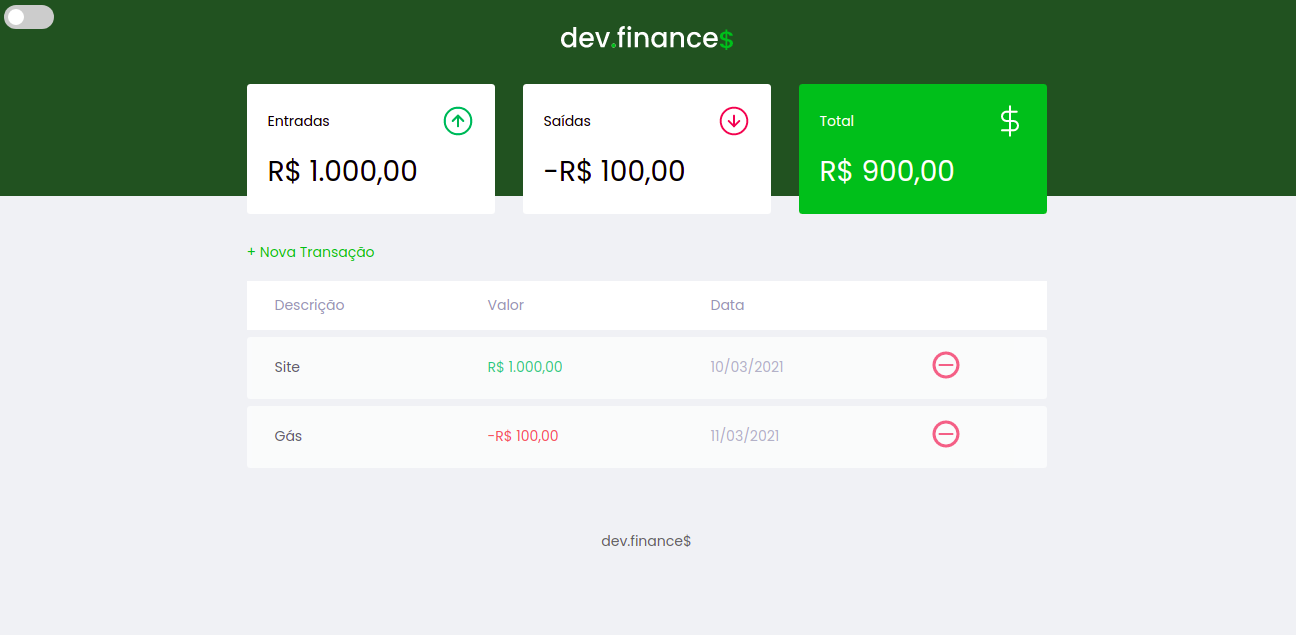 dev.finance$
Entradas
R$ 1.000,00
Saídas
-R$ 100,00
Total
$
R$ 900,00
+ Nova Transação
Descrição Valor Data
Site R$ 1.000,00 10/03/2021
Gás -R$ 100,00 11/03/2021
dev.finance$